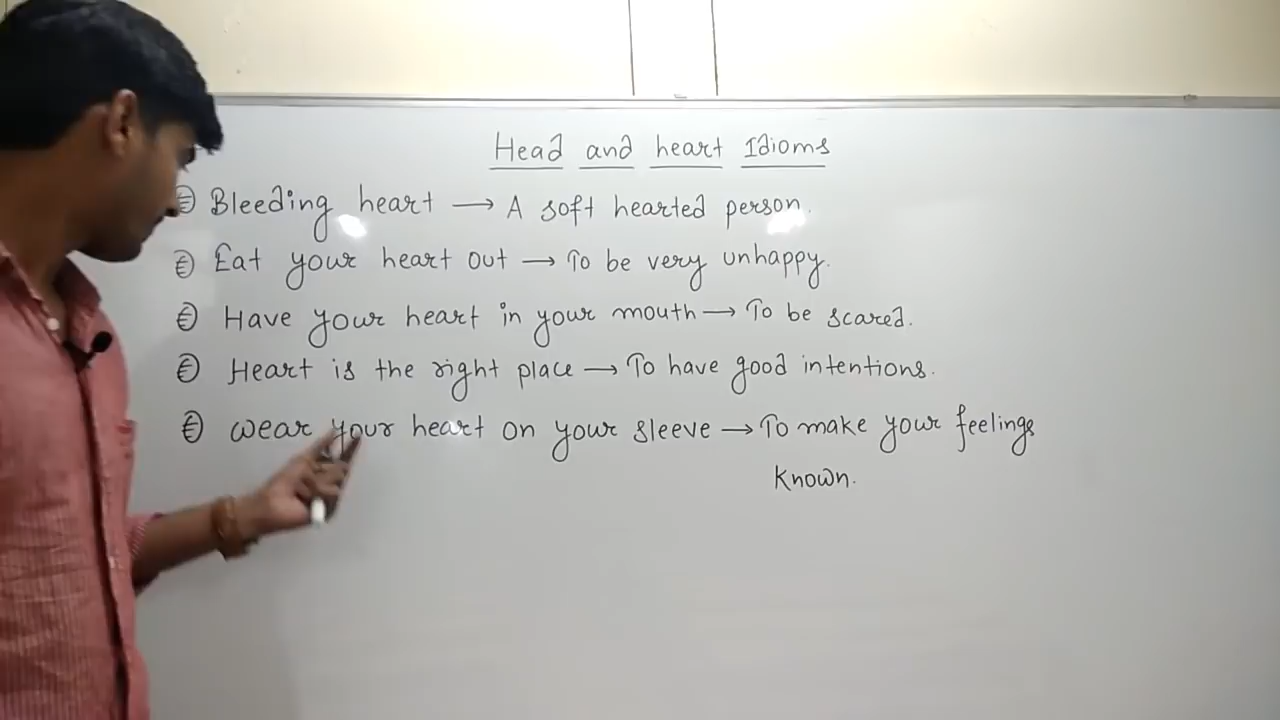 Head and heart Idioms
Bleeding heart → A soft hearted person.
Eat your heart out → To be very unhappy.
Have your heart in your mouth → To be scared.
Heart is the right place → To have good intentions.
Wear your heart on your sleeve → To make your feelings
Known.